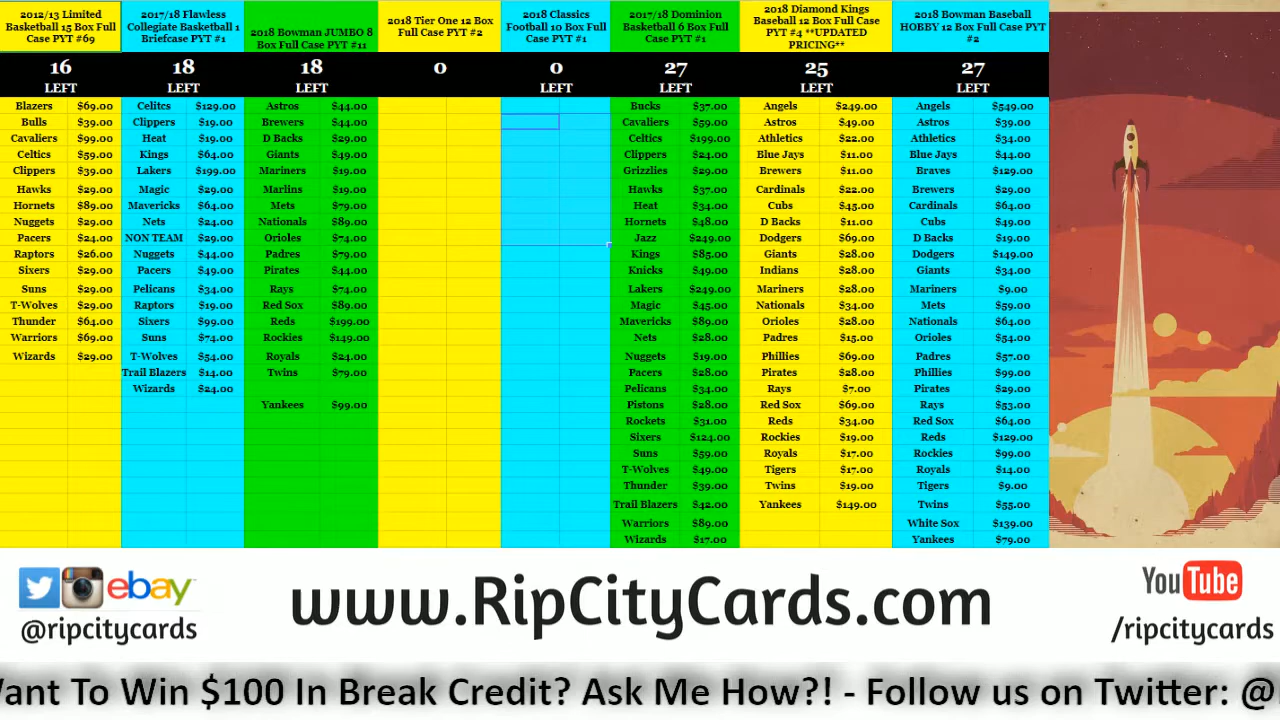 2012/13 Limited
Basketball 15 Box Full
Case PYT #69
16
LEFT
Blazers $69.00
Bulls $39.00
Cavaliers $99.00
Celtics $59.00
Clippers $39.00
Hawks $29.00
Hornets $89.00
Nuggets $29.00
Pacers $24.00
Raptors $26.00
Sixers $29.00
Suns $29.00
T-Wolves $29.00
Thunder $64.00
Warriors $69.00
Wizards $29.00
2017/18 Flawless
Collegiate Basketball 1
Briefcase PYT #1
18
LEFT
Celitcs $129.00
Clippers $19.00
Heat $19.00
Kings $64.00
Lakers $199.00
Magic $29.00
Mavericks $64.00
Nets $24.00
NON TEAM $29.00
Nuggets $44.00
Pacers $49.00
Pelicans $34.00
Raptors $19.00
Sixers $99.00
Suns $74.00
T-Wolves $54.00
Trail Blazers $14.00
Wizards $24.00
2018 Bowman JUMBO 8
Box Full Case PYT #11
18
LEFT
Astros $44.00
Brewers $44.00
D Backs $29.00
Giants $49.00
Mariners $19.00
Marlins $19.00
Mets $79.00
Nationals $89.00
Orioles $74.00
Padres $79.00
Pirates $44.00
Rays $74.00
Red Sox $89.00
Reds $199.00
Rockies $149.00
Royals $24.00
Twins $79.00
Yankees $99.00
2018 Tier One 12 Box
Full Case PYT #2
0
2018 Classics
Football 10 Box Full
Case PYT #1
0
LEFT
2017/18 Dominion
Basketball 6 Box Full
Case PYT #1
27
LEFT
Bucks $37.00
Cavaliers $59.00
Celtics $199.00
Clippers $24.00
Grizzlies $29.00
Hawks $37.00
Heat $34.00
Hornets $48.00
Jazz $249.00
Kings $85.00
Knicks $49.00
Lakers $249.00
Magic $45.00
Mavericks $89.00
Nets $28.00
Nuggets $19.00
Pacers $28.00
Pelicans $34.00
Pistons $28.00
Rockets $31.00
Sixers $124.00
Suns $59.00
T-Wolves $49.00
Thunder $39.00
Trail Blazers $42.00
Warriors $89.00
Wizards $17.00
2018 Diamond Kings
Baseball 12 Box Full Case
PYT #4 **UPDATED
PRICING**
25
LEFT
Angels $249.00
Astros $49.00
Athletics $22.00
Blue Jays $11.00
Brewers $11.00
Cardinals $22.00
Cubs $45.00
D Backs $11.00
Dodgers $69.00
Giants $28.00
Indians $28.00
Mariners $28.00
Nationals $34.00
Orioles $28.00
Padres $15.00
Phillies $69.00
Pirates $28.00
Rays $7.00
Red Sox $69.00
Reds $34.00
Rockies $19.00
Royals $17.00
Tigers $17.00
Twins $19.00
Yankees $149.00
2018 Bowman Baseball
HOBBY 12 Box Full Case PYT
#2
27
LEFT
Angels $549.00
Astros $39.00
Athletics $34.00
Blue Jays $44.00
Braves $129.00
Brewers $29.00
Cardinals $64.00
Cubs $49.00
D Backs $19.00
Dodgers $149.00
Giants $34.00
Mariners $9.00
Mets $59.00
Nationals $64.00
Orioles $54.00
Padres $57.00
Phillies $99.00
Pirates $29.00
Rays $53.00
Red Sox $64.00
Reds $129.00
Rockies $99.00
Royals $14.00
Tigers $9.00
Twins $55.00
White Sox $139.00
Yankees $79.00
ebay
@ripcitycards
www.RipCityCards.com
YouTube
/ripcitycards
Want To Win $100 In Break Credit? Ask Me How?! - Follow us on Twitter: @